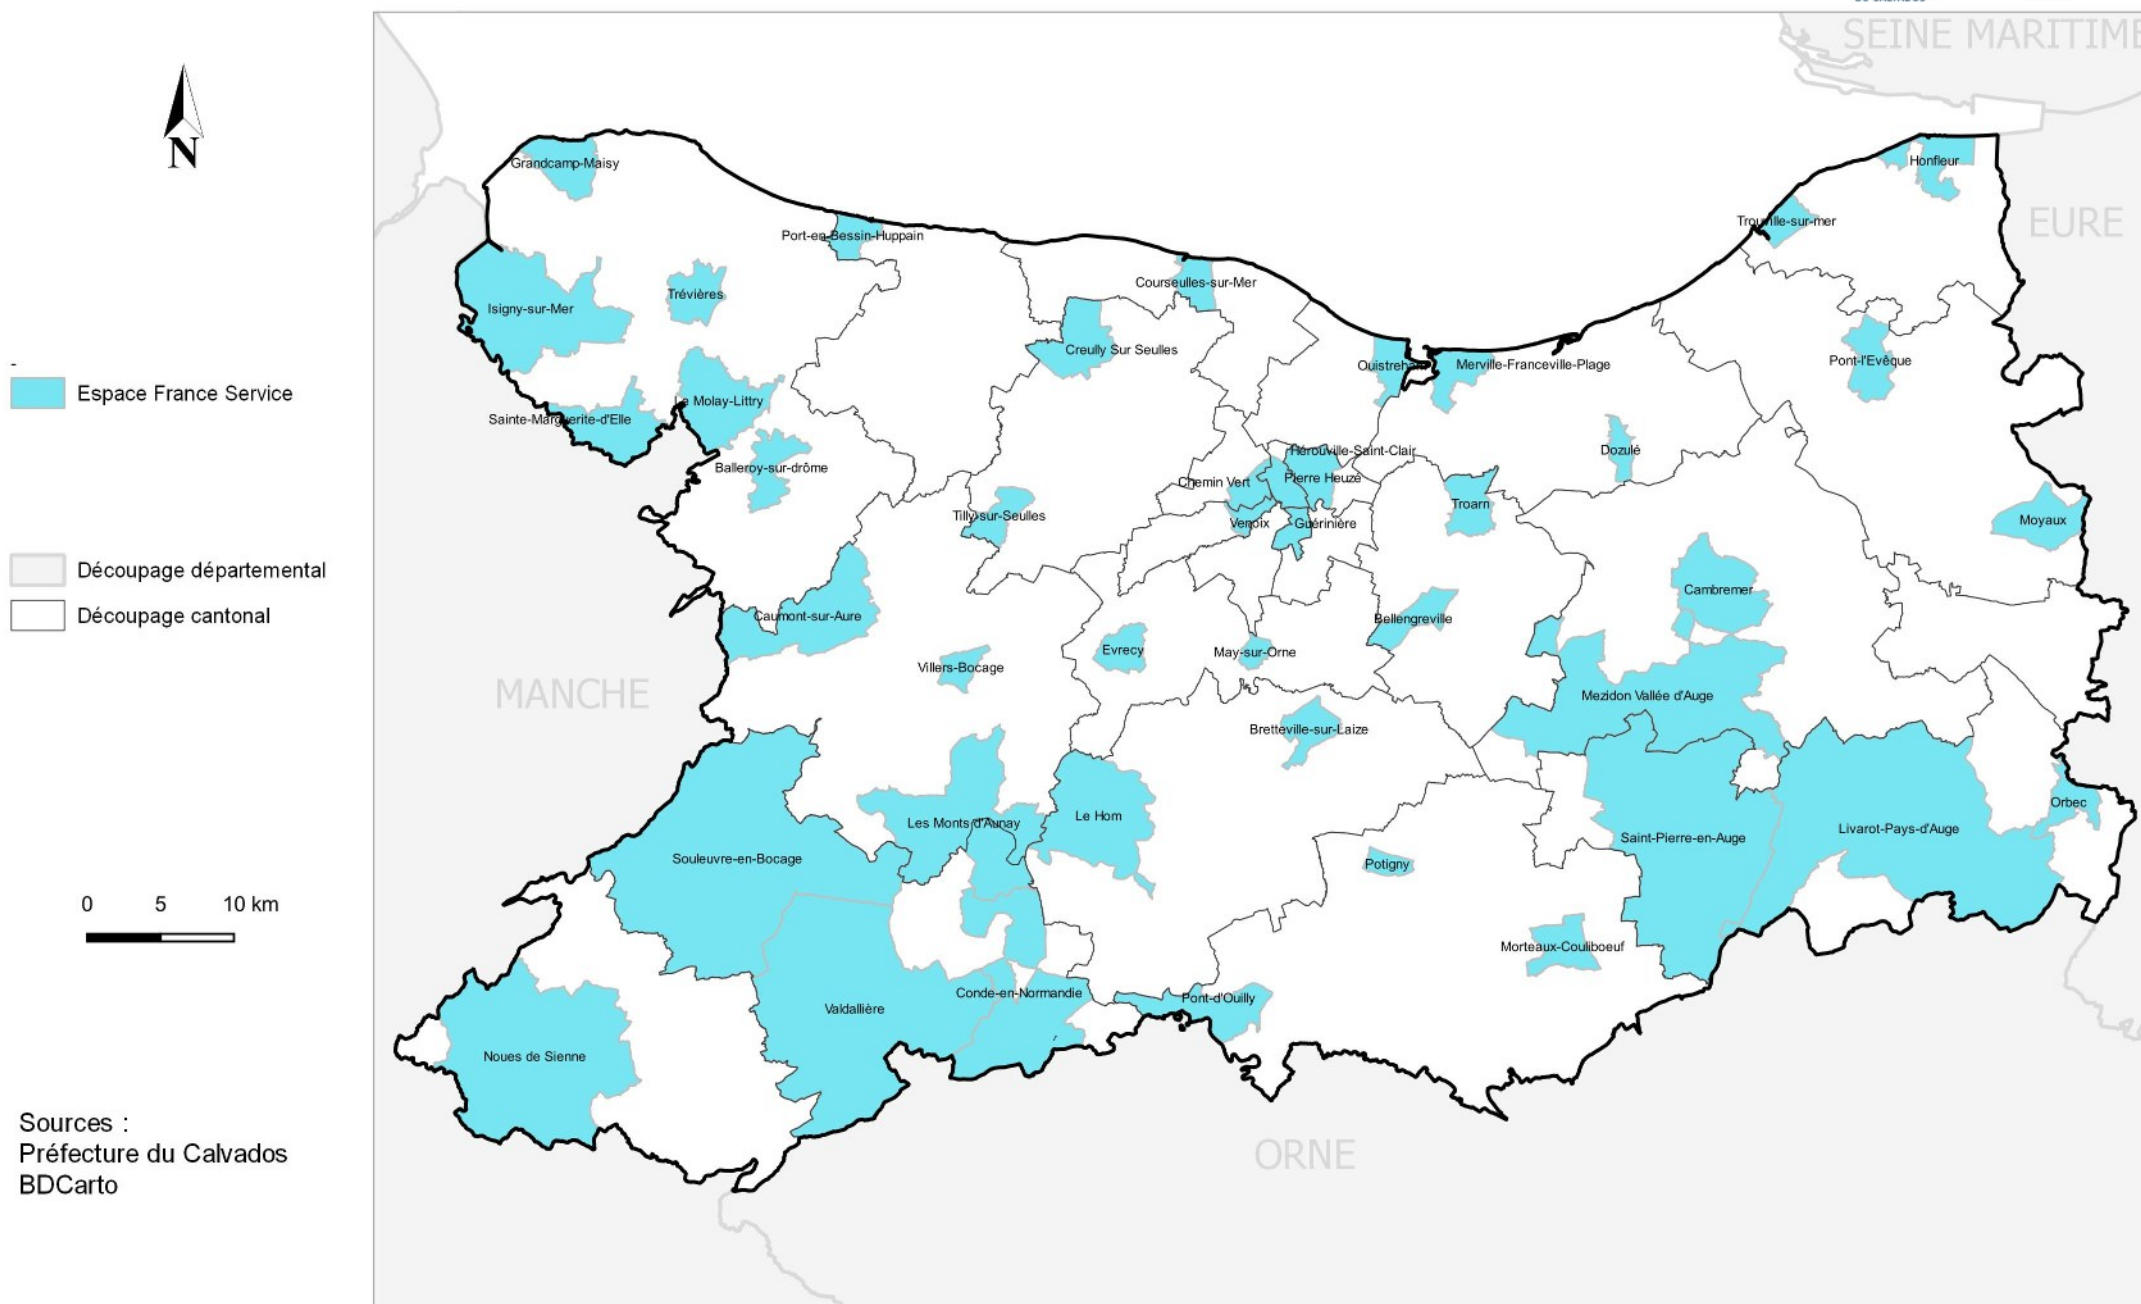 SEINE MARITIME
N
Grandcamp-Maisy
Honfleur
Trouville-sur-mer
EURE
Port-en-Bessin-Huppain
Courseulles-sur-Mer
Trévières
Isigny-sur-Mer
Creully Sur Seulles
Pont-l'Evêque
Ouistreham
Merville-Franceville-Plage
-
Espace France Service
Le Molay-Littry
Sainte-Marguerite-d'Elle
Balleroy-sur-drôme
Hérouville-Saint-Clair
Dozulé
Chemin Vert
Pierre Heuzé
Troarn
Tilly-sur-Seulles
Venoix
Guérinière
Moyaux
Découpage départemental
Découpage cantonal
Caumont-sur-Aure
Cambremer
Bellengreville
Evrecy
May-sur-Orne
Villers-Bocage
MANCHE
Mezidon Vallée d'Auge
Bretteville-sur-Laize
Orbec
Le Hom
Les Monts d'Aunay
Livarot-Pays-d'Auge
Saint-Pierre-en-Auge
Souleuvre-en-Bocage
Potigny
0 5 10 km
Morteaux-Couliboeuf
Conde-en-Normandie
Pont-d'Ouilly
Valdallière
Noues de Sienne
Sources :
Préfecture du Calvados
BDCarto
ORNE